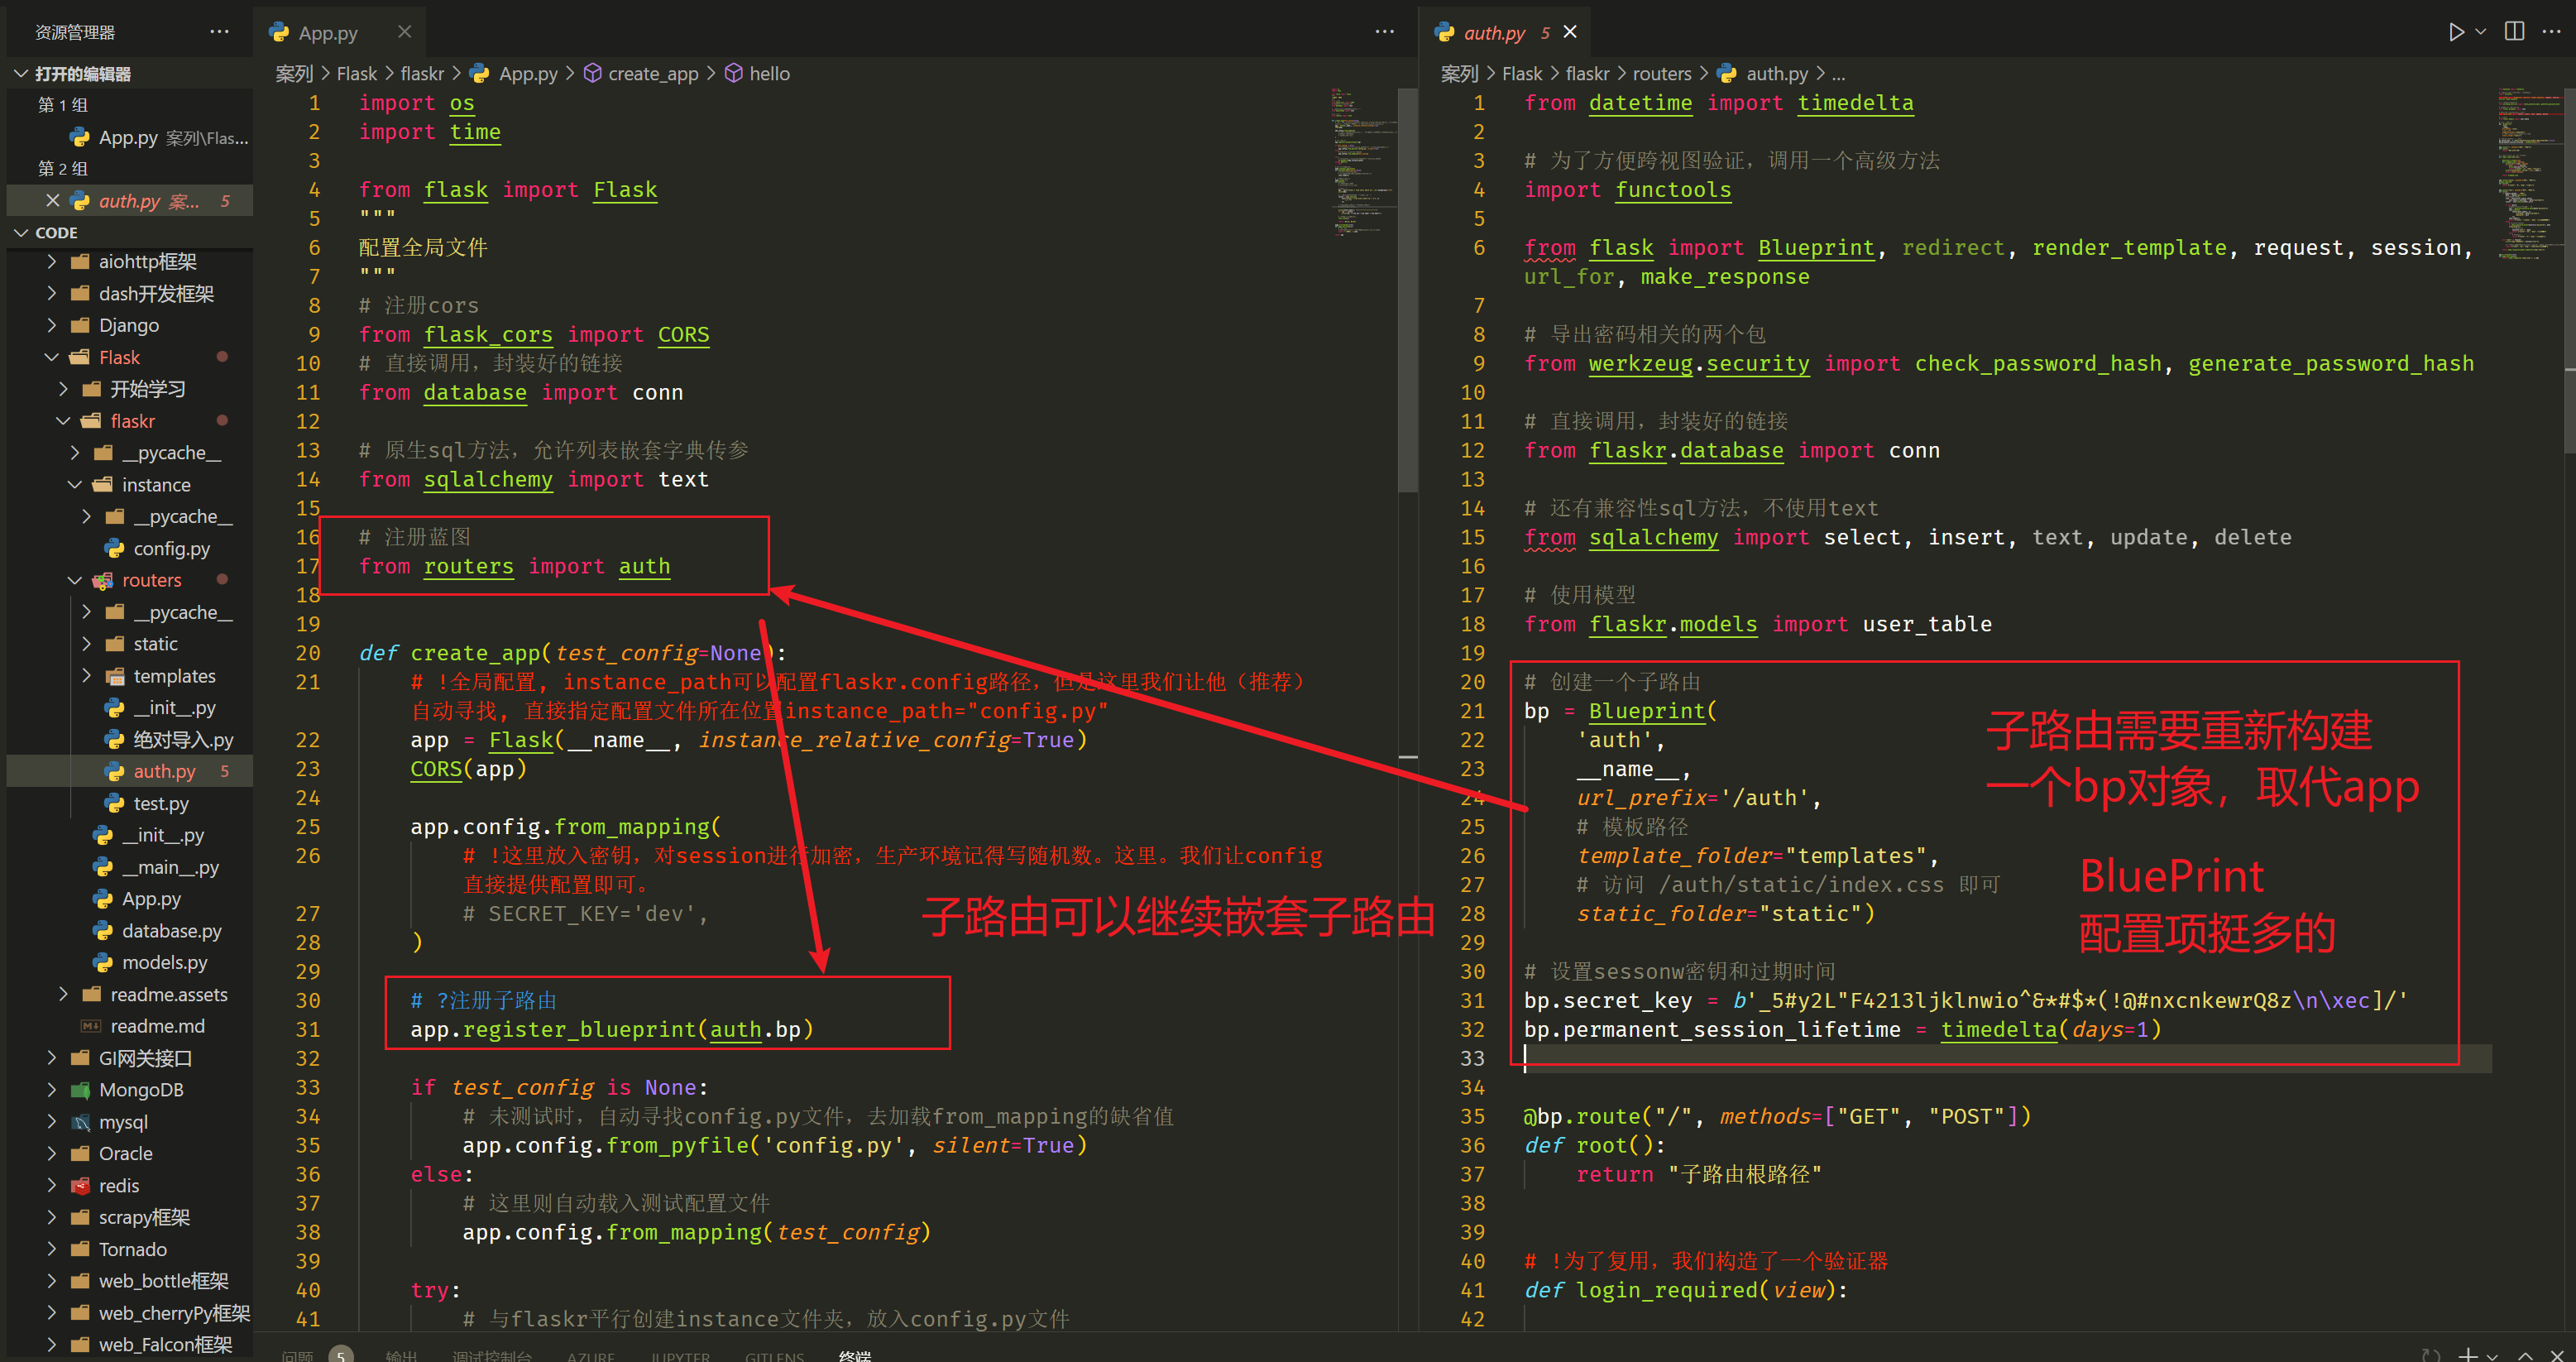 资源管理器
打开的编辑器
第 1 组
App.py 案列\Flas...
第 2 组
auth.py 案... 5
CODE
aiohttp框架
dash开发框架
Django
Flask
开始学习
flaskr
__pycache__
instance
__pycache__
config.py
routers
__pycache__
static
templates
__init__.py
绝对导入.py
auth.py 5
test.py
__init__.py
__main__.py
App.py
database.py
models.py
readme.assets
readme.md
GI网关接口
MongoDB
mysql
Oracle
redis
scrapy框架
Tornado
web_bottle框架
web_cherryPy框架
web_Falcon框架
App.py
案列 > Flask > flaskr > App.py > create_app > hello
1 import os
2 import time
3
4 from flask import Flask
5 """
6 配置全局文件
7 """
8 # 注册cors
9 from flask_cors import CORS
10 # 直接调用，封装好的链接
11 from database import conn
12
13 # 原生sql方法，允许列表嵌套字典传参
14 from sqlalchemy import text
15
16 # 注册蓝图
17 from routers import auth
18
19
20 def create_app(test_config=None):
21 # !全局配置, instance_path可以配置flaskr.config路径，但是这里我们让他（推荐）
自动寻找, 直接指定配置文件所在位置instance_path="config.py"
22 app = Flask(__name__, instance_relative_config=True)
23 CORS(app)
24
25 app.config.from_mapping(
26 # !这里放入密钥，对session进行加密，生产环境记得写随机数。这里。我们让config
直接提供配置即可。
27 # SECRET_KEY='dev',
28 )
29
30 # ?注册子路由
31 app.register_blueprint(auth.bp)
32
33 if test_config is None:
34 # 未测试时，自动寻找config.py文件，去加载from_mapping的缺省值
35 app.config.from_pyfile('config.py', silent=True)
36 else:
37 # 这里则自动载入测试配置文件
38 app.config.from_mapping(test_config)
39
40 try:
41 # 与flaskr平行创建instance文件夹，放入config.py文件
子路由可以继续嵌套子路由
auth.py 5
案列 > Flask > flaskr > routers > auth.py > ...
1 from datetime import timedelta
2
3 # 为了方便跨视图验证，调用一个高级方法
4 import functools
5
6 from flask import Blueprint, redirect, render_template, request, session,
url_for, make_response
7
8 # 导出密码相关的两个包
9 from werkzeug.security import check_password_hash, generate_password_hash
10
11 # 直接调用，封装好的链接
12 from flaskr.database import conn
13
14 # 还有兼容性sql方法，不使用text
15 from sqlalchemy import select, insert, text, update, delete
16
17 # 使用模型
18 from flaskr.models import user_table
19
20 # 创建一个子路由
21 bp = Blueprint(
22 'auth',
23 __name__,
24 url_prefix='/auth',
25 # 模板路径
26 template_folder="templates",
27 # 访问 /auth/static/index.css 即可
28 static_folder="static")
29
30 # 设置sessonw密钥和过期时间
31 bp.secret_key = b'_5#y2L"F4213ljklnwio^&*#$*(!@#nxcnkewrQ8z\n\xec]/'
32 bp.permanent_session_lifetime = timedelta(days=1)
33
34
35 @bp.route("/", methods=["GET", "POST"])
36 def root():
37 return "子路由根路径"
38
39
40 # !为了复用，我们构造了一个验证器
41 def login_required(view):
42
子路由需要重新构建
一个bp对象，取代app
BluePrint
配置项挺多的
问题 5 输出 调试控制台 AZURE JUPYTER GITLENS 终端